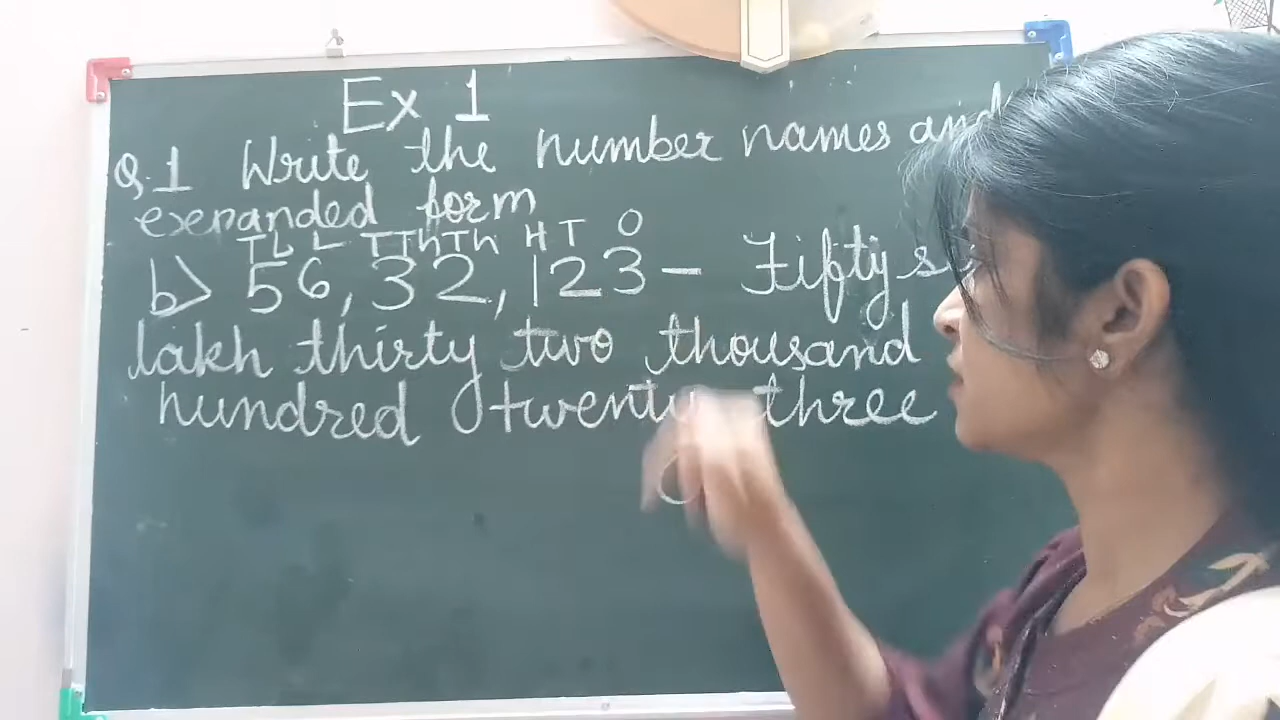 Ex 1
Q.1 Write the number names and
expanded form
TL L TTh Th H T O
b> 56,32,123 - Fifty
lakh thirty two thousand
hundred twenty three